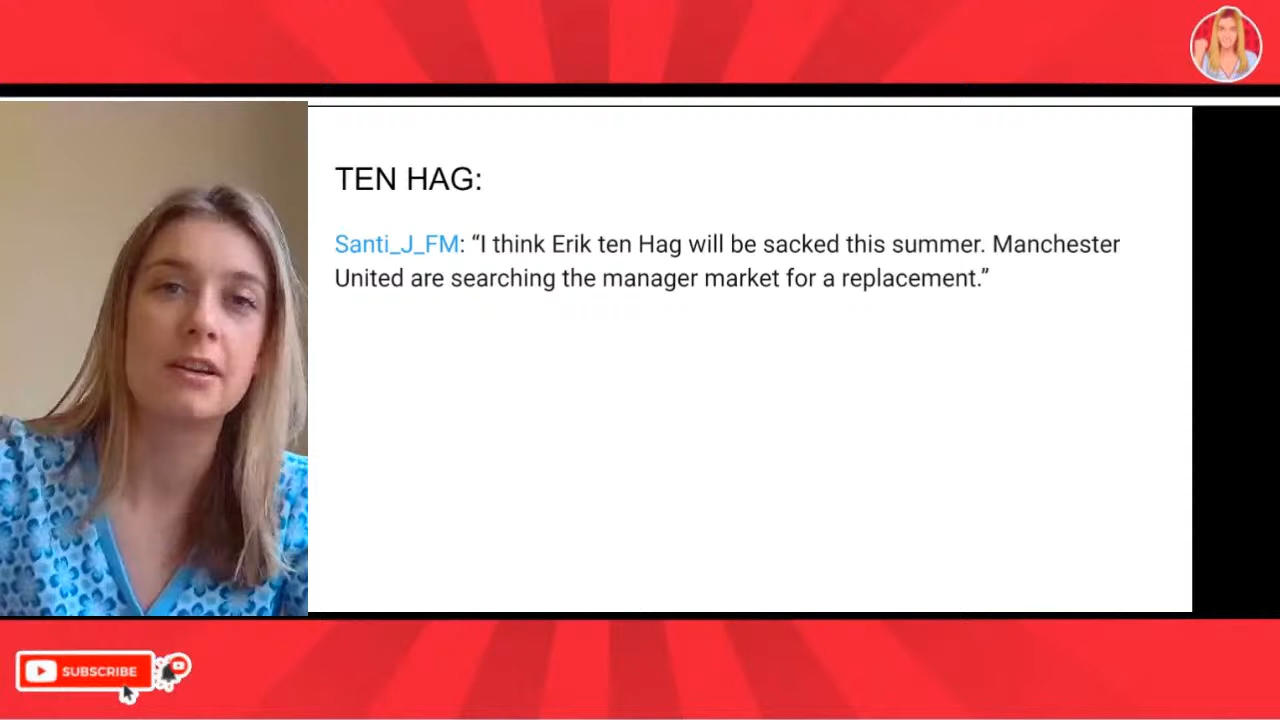 TEN HAG:
Santi_J_FM: “I think Erik ten Hag will be sacked this summer. Manchester
United are searching the manager market for a replacement.”
SUBSCRIBE